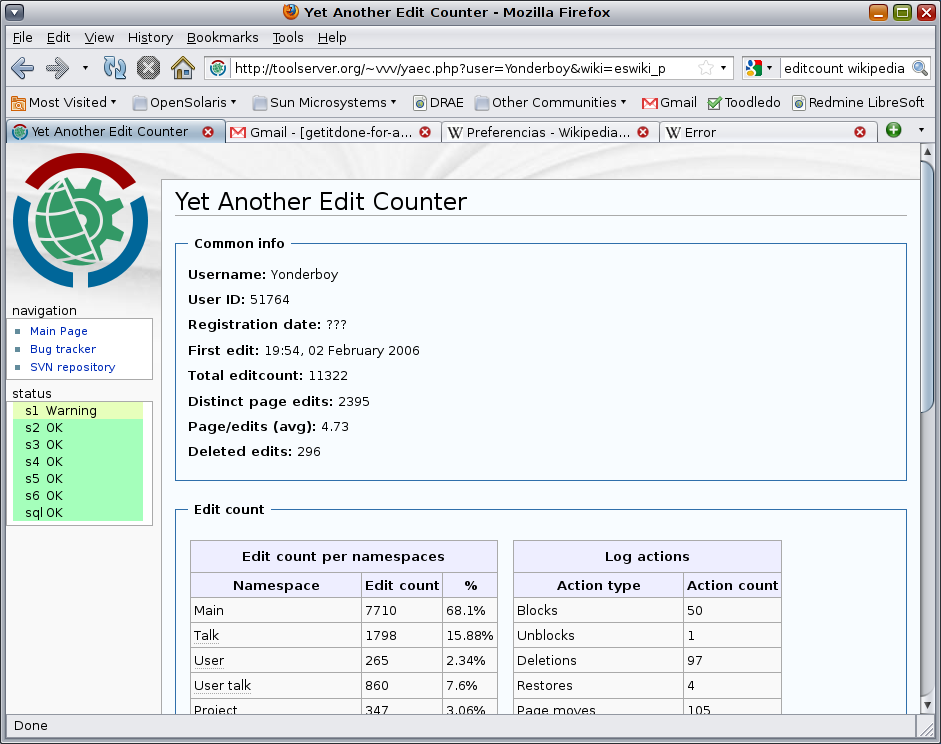 Yet Another Edit Counter - Mozilla Firefox
File Edit View History Bookmarks Tools Help
http://toolserver.org/~vvv/yaec.php?user=Yonderboy&wiki=eswiki_p editcount wikipedia
Most Visited OpenSolaris Sun Microsystems DRAE Other Communities Gmail Toodledo Redmine LibreSoft
Yet Another Edit Counter Gmail - [getitdone-for-a... Preferencias - Wikipedia... Error
Yet Another Edit Counter
navigation
Main Page
Bug tracker
SVN repository
status
s1 Warning
s2 OK
s3 OK
s4 OK
s5 OK
s6 OK
sql OK
Common info
Username: Yonderboy
User ID: 51764
Registration date: ???
First edit: 19:54, 02 February 2006
Total editcount: 11322
Distinct page edits: 2395
Page/edits (avg): 4.73
Deleted edits: 296
Edit count
Edit count per namespaces
Namespace Edit count %
Main 7710 68.1%
Talk 1798 15.88%
User 265 2.34%
User talk 860 7.6%
Project 347 3.06%
Log actions
Action type Action count
Blocks 50
Unblocks 1
Deletions 97
Restores 4
Page moves 105
Done